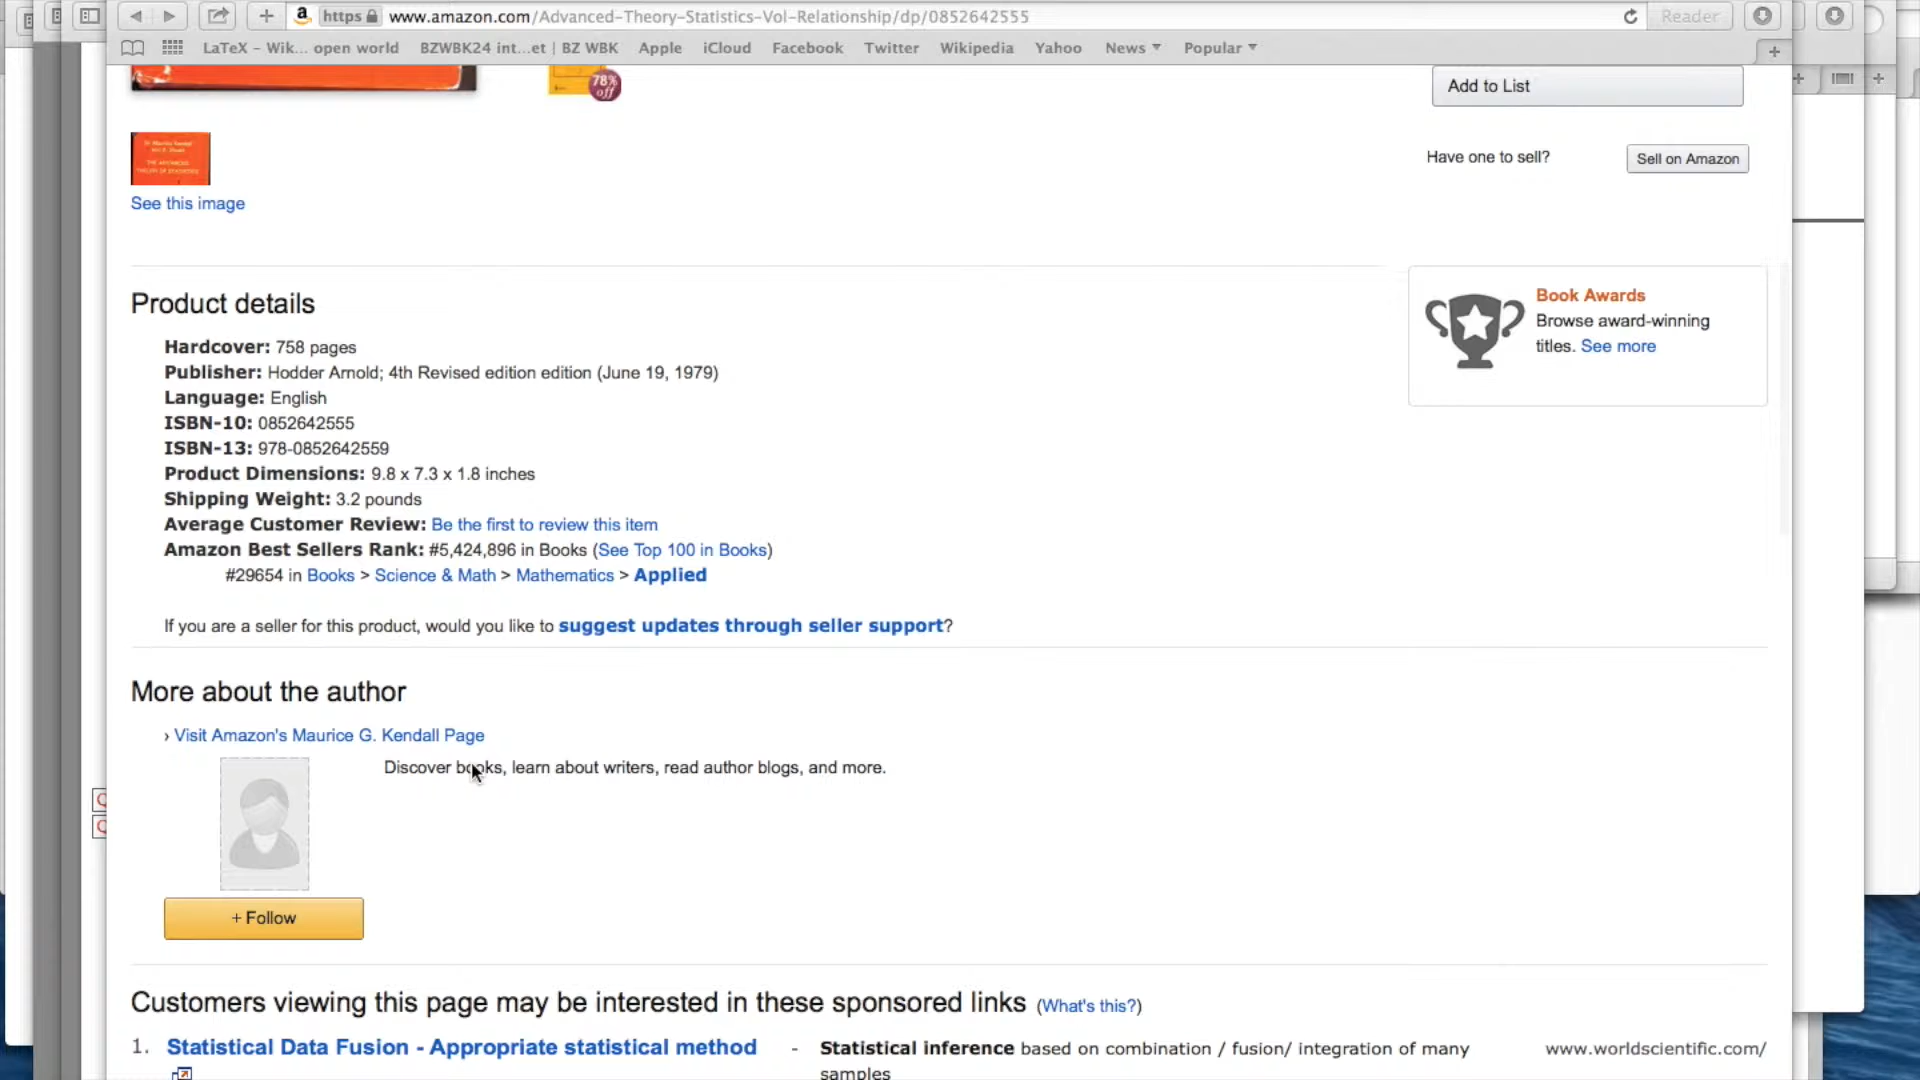 https www.amazon.com/Advanced-Theory-Statistics-Vol-Relationship/dp/0852642555
Reader
LaTeX – Wik... open world BZWBK24 int...et | BZ WBK Apple iCloud Facebook Twitter Wikipedia Yahoo News Popular
78% off
Add to List
Have one to sell? Sell on Amazon
See this image
Product details
Hardcover: 758 pages
Publisher: Hodder Arnold; 4th Revised edition edition (June 19, 1979)
Language: English
ISBN-10: 0852642555
ISBN-13: 978-0852642559
Product Dimensions: 9.8 x 7.3 x 1.8 inches
Shipping Weight: 3.2 pounds
Average Customer Review: Be the first to review this item
Amazon Best Sellers Rank: #5,424,896 in Books (See Top 100 in Books)
#29654 in Books > Science & Math > Mathematics > Applied
If you are a seller for this product, would you like to suggest updates through seller support?
Book Awards
Browse award-winning
titles. See more
More about the author
› Visit Amazon's Maurice G. Kendall Page
Discover books, learn about writers, read author blogs, and more.
+ Follow
Customers viewing this page may be interested in these sponsored links (What's this?)
1. Statistical Data Fusion - Appropriate statistical method - Statistical inference based on combination / fusion/ integration of many www.worldscientific.com/
samples